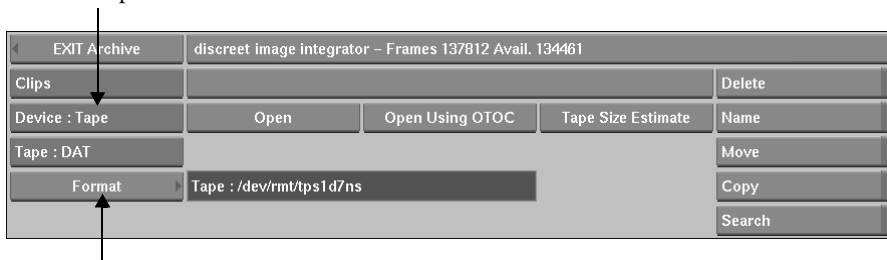 EXIT Archive discreet image integrator – Frames 137812 Avail. 134461
Clips Delete
Device : Tape Open Open Using OTOC Tape Size Estimate Name
Tape : DAT Move
Format Tape : /dev/rmt/tps1d7ns Copy
Search